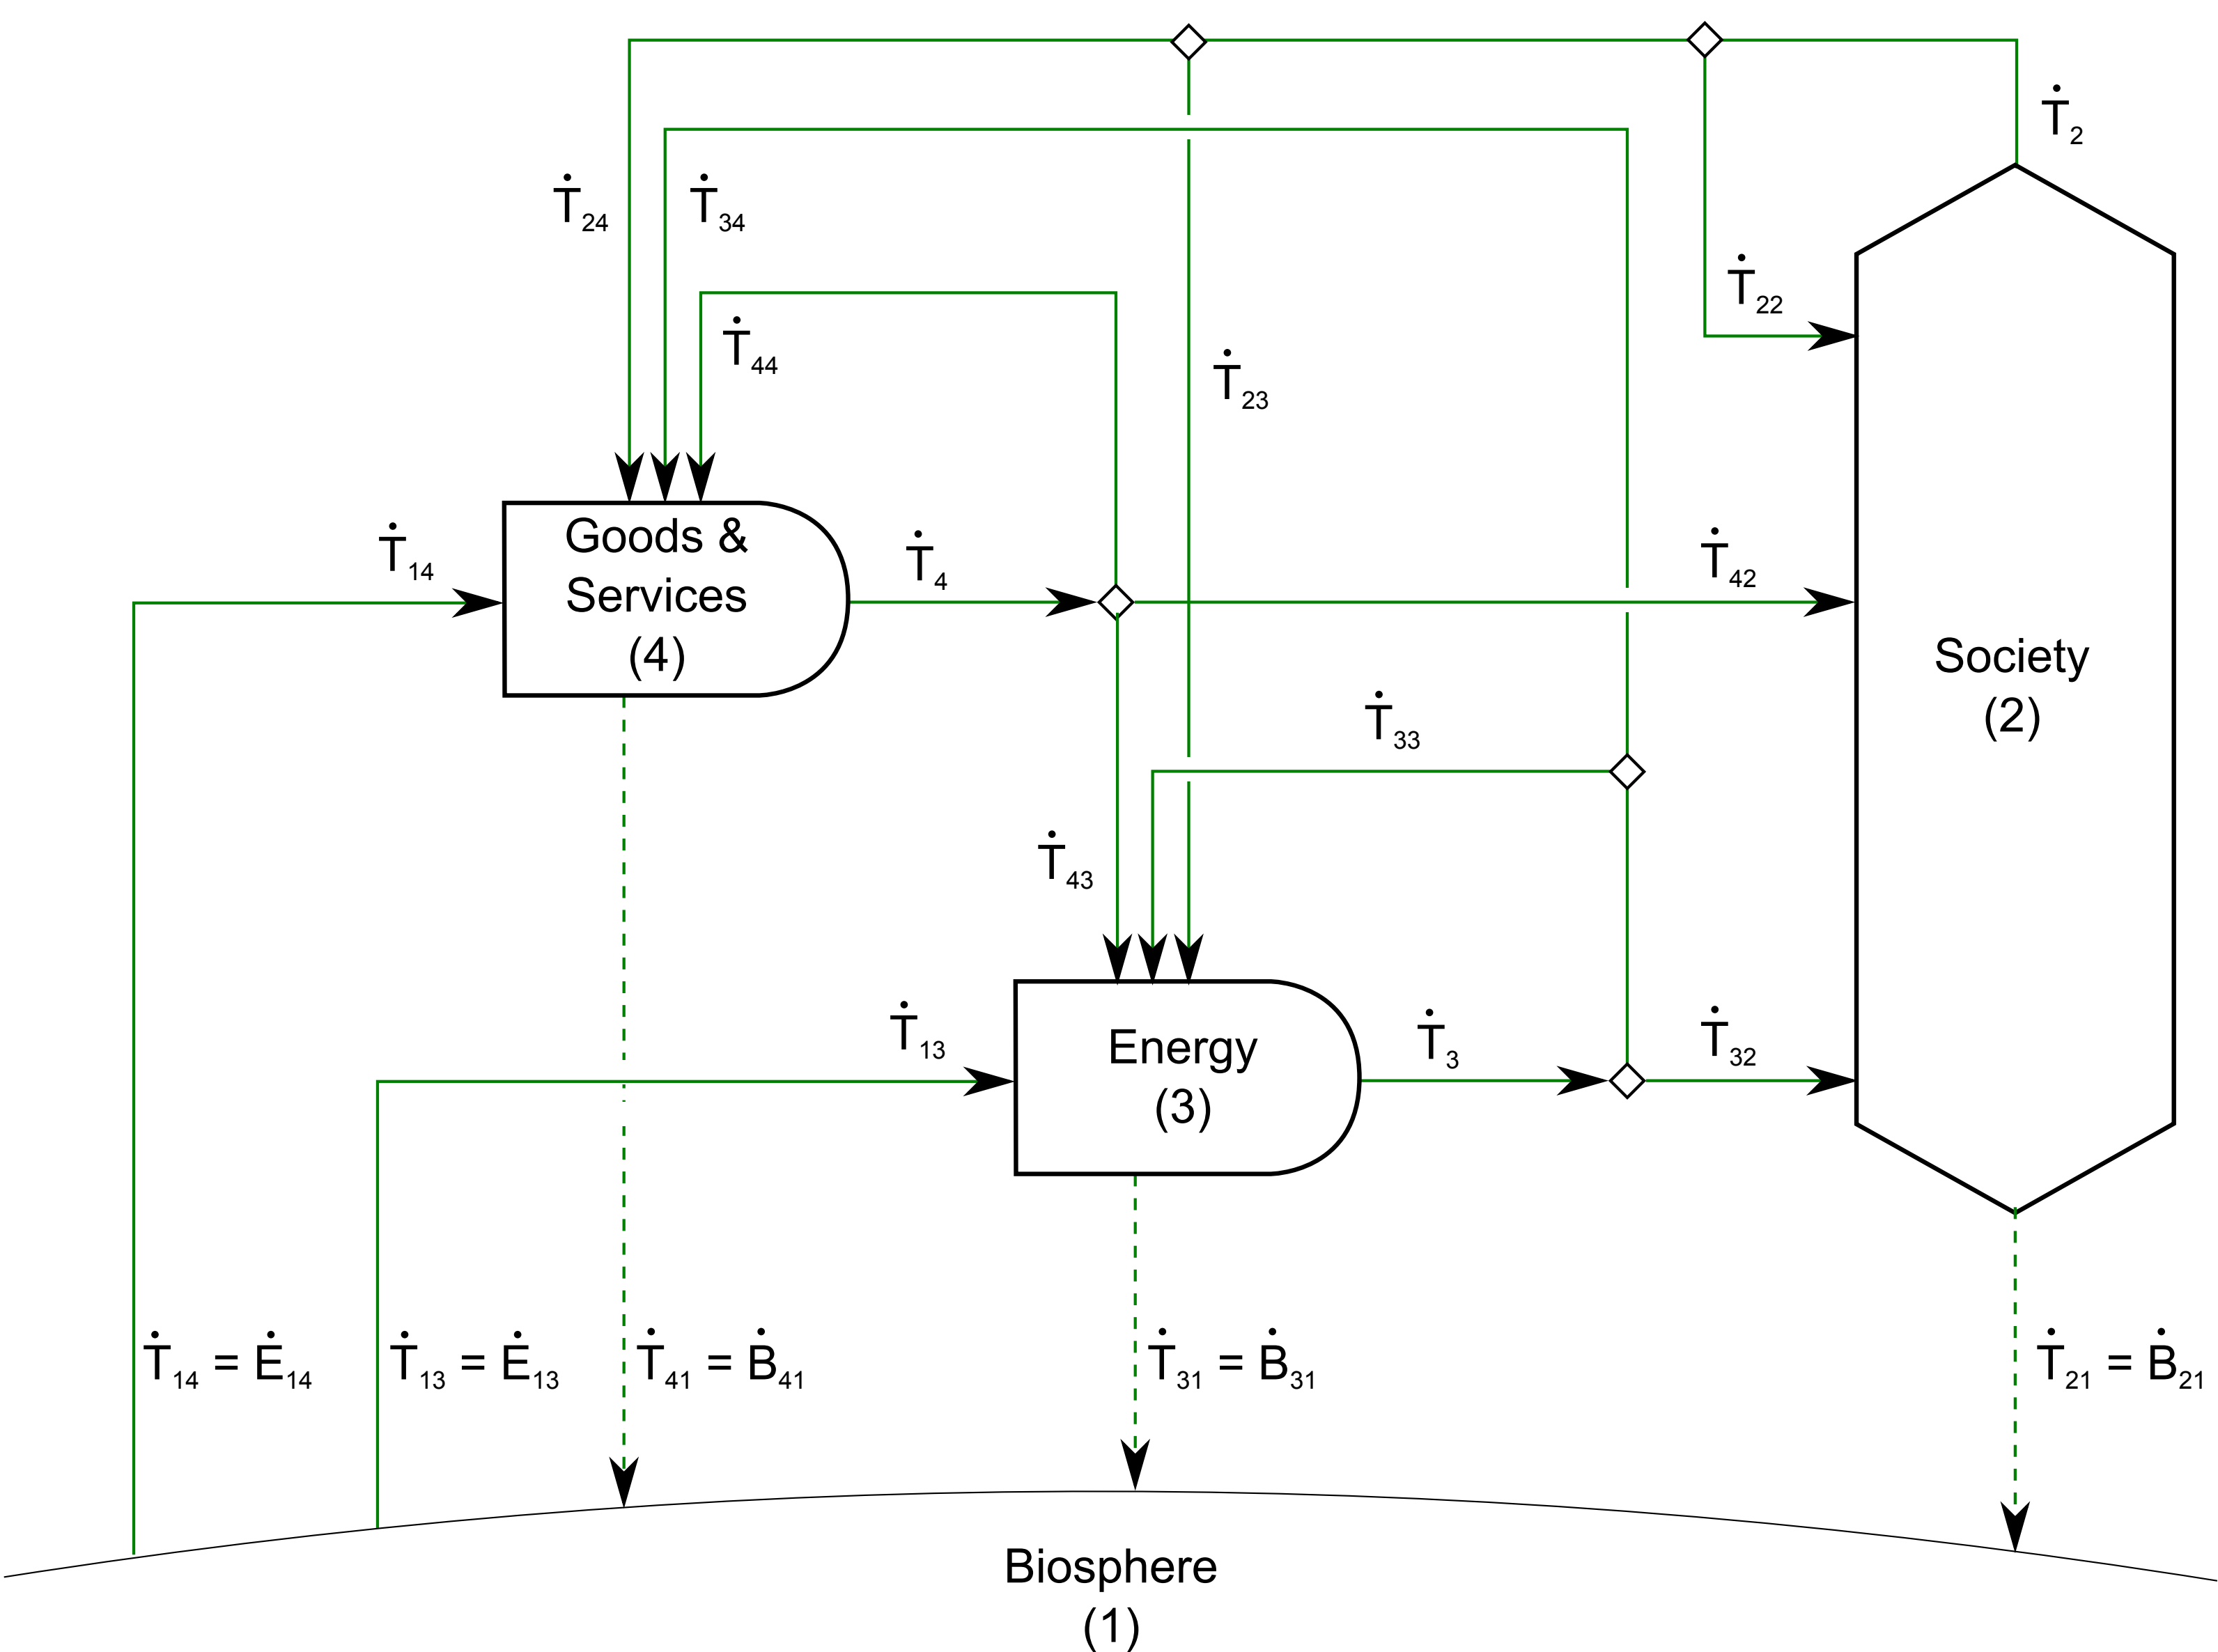 Ṫ2
Ṫ24
Ṫ34
Ṫ22
Ṫ44
Ṫ23
Goods &
Services
(4)
Ṫ14
Ṫ4
Ṫ42
Society
(2)
Ṫ33
Ṫ43
Ṫ13
Energy
(3)
Ṫ3
Ṫ32
Ṫ14 = Ė14
Ṫ13 = Ė13
Ṫ41 = Ḃ41
Ṫ31 = Ḃ31
Ṫ21 = Ḃ21
Biosphere
(1)